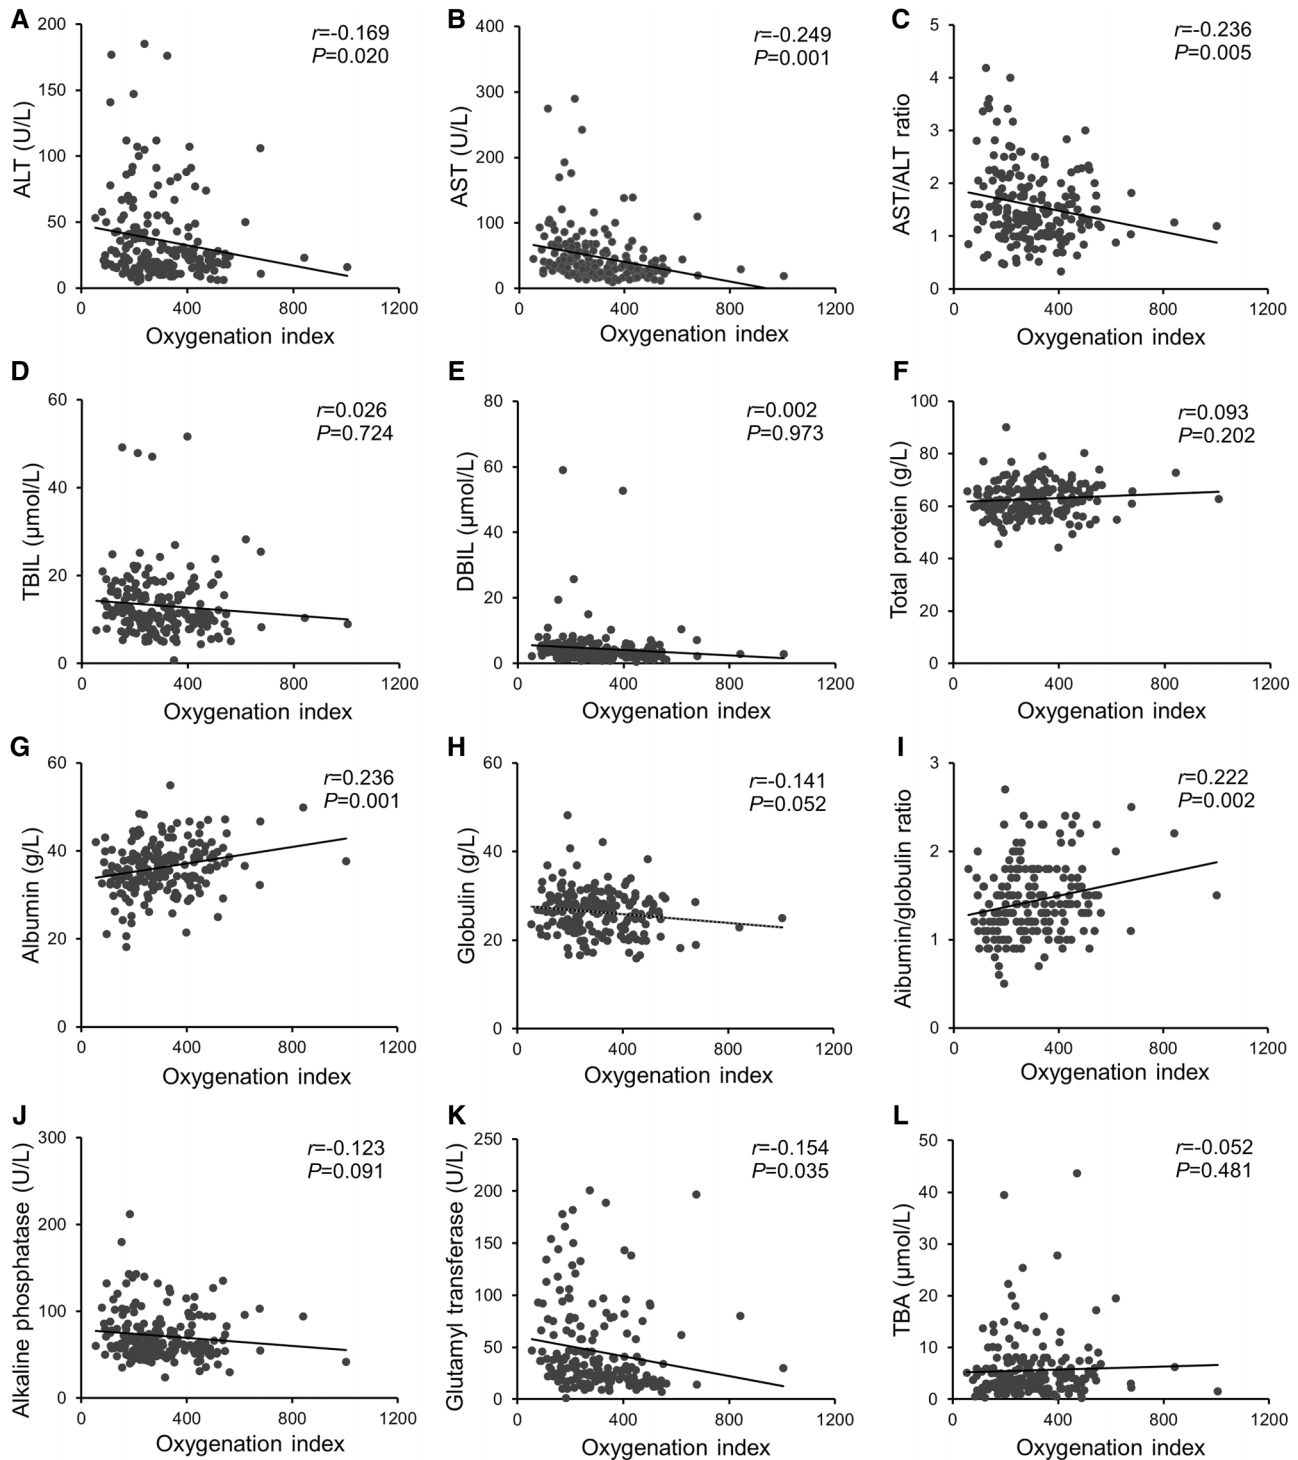 A
r=-0.169
P=0.020
ALT (U/L)
200
150
100
50
0
0 400 800 1200
Oxygenation index
B
r=-0.249
P=0.001
AST (U/L)
400
300
200
100
0
0 400 800 1200
Oxygenation index
C
r=-0.236
P=0.005
AST/ALT ratio
5
4
3
2
1
0
0 400 800 1200
Oxygenation index
D
r=0.026
P=0.724
TBIL (μmol/L)
60
40
20
0
0 400 800 1200
Oxygenation index
E
r=0.002
P=0.973
DBIL (μmol/L)
80
60
40
20
0
0 400 800 1200
Oxygenation index
F
r=0.093
P=0.202
Total protein (g/L)
100
80
60
40
20
0
0 400 800 1200
Oxygenation index
G
r=0.236
P=0.001
Albumin (g/L)
60
40
20
0
0 400 800 1200
Oxygenation index
H
r=-0.141
P=0.052
Globulin (g/L)
60
40
20
0
0 400 800 1200
Oxygenation index
I
r=0.222
P=0.002
Aibumin/globulin ratio
3
2
1
0
0 400 800 1200
Oxygenation index
J
r=-0.123
P=0.091
Alkaline phosphatase (U/L)
300
200
100
0
0 400 800 1200
Oxygenation index
K
r=-0.154
P=0.035
Glutamyl transferase (U/L)
250
200
150
100
50
0
0 400 800 1200
Oxygenation index
L
r=-0.052
P=0.481
TBA (μmol/L)
50
40
30
20
10
0
0 400 800 1200
Oxygenation index